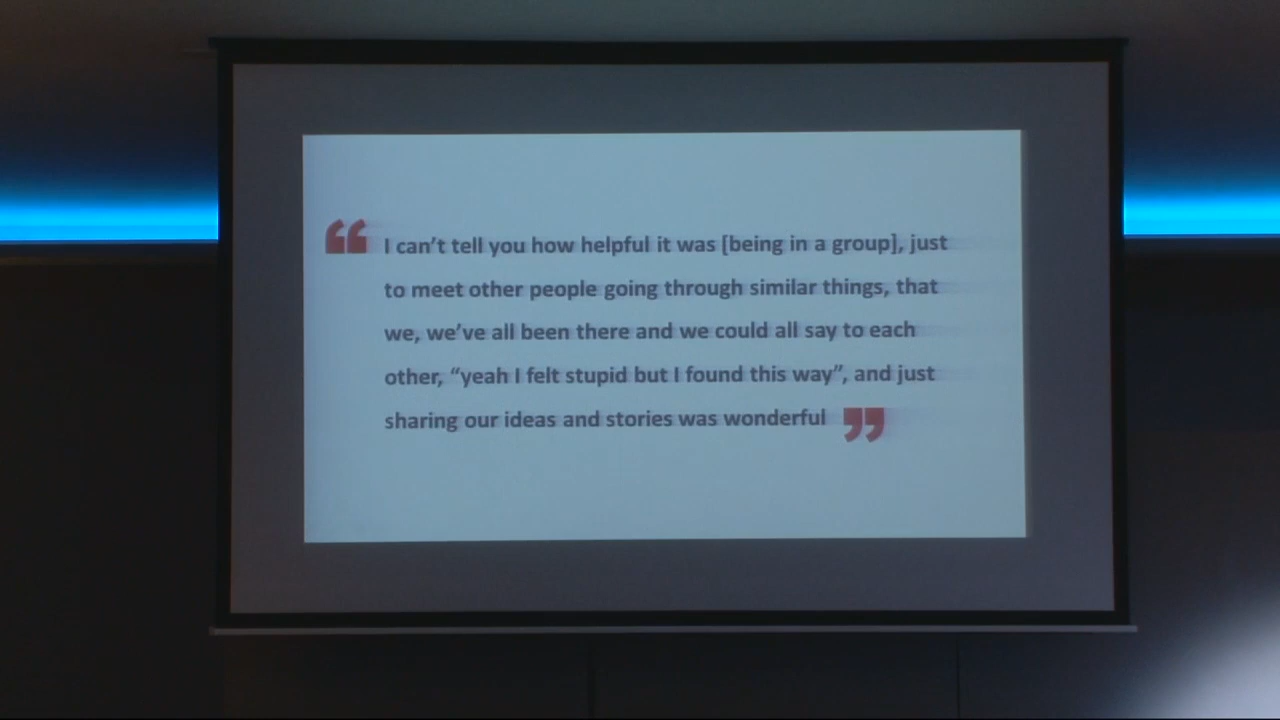 “ I can’t tell you how helpful it was [being in a group], just
to meet other people going through similar things, that
we, we’ve all been there and we could all say to each
other, “yeah I felt stupid but I found this way”, and just
sharing our ideas and stories was wonderful ”